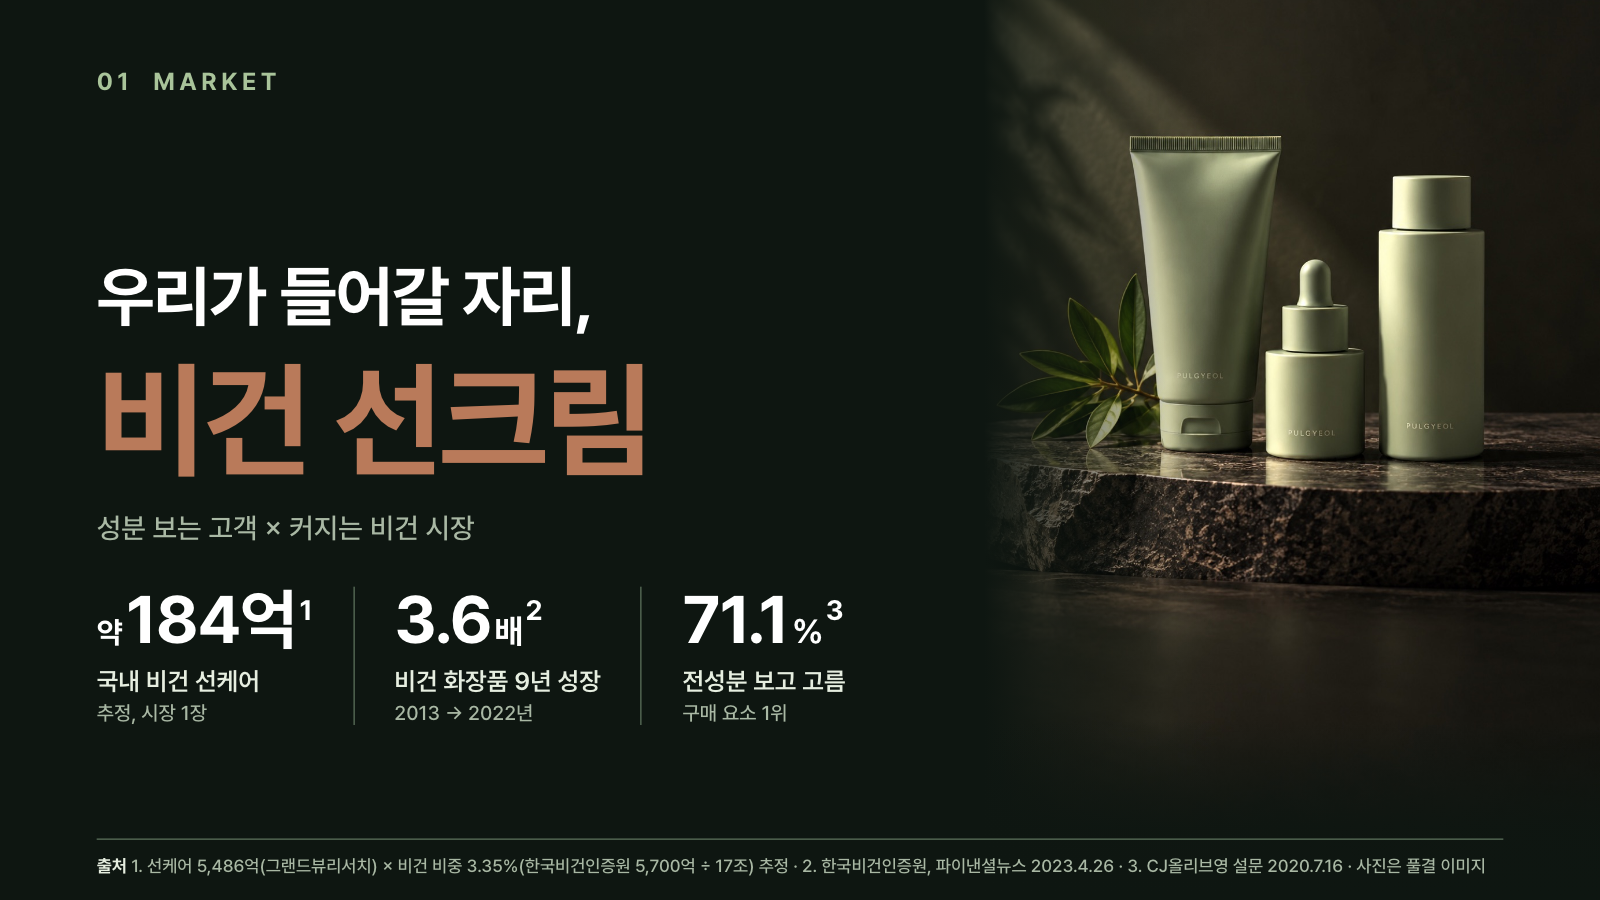 01 MARKET
우리가 들어갈 자리,
비건 선크림
성분 보는 고객 × 커지는 비건 시장
약184억¹
국내 비건 선케어
추정, 시장 1장
3.6배²
비건 화장품 9년 성장
2013 → 2022년
71.1%³
전성분 보고 고름
구매 요소 1위
PULGYEOL
PULGYEOL
PULGYEOL
출처 1. 선케어 5,486억(그랜드뷰리서치) × 비건 비중 3.35%(한국비건인증원 5,700억 ÷ 17조) 추정 · 2. 한국비건인증원, 파이낸셜뉴스 2023.4.26 · 3. CJ올리브영 설문 2020.7.16 · 사진은 풀결 이미지